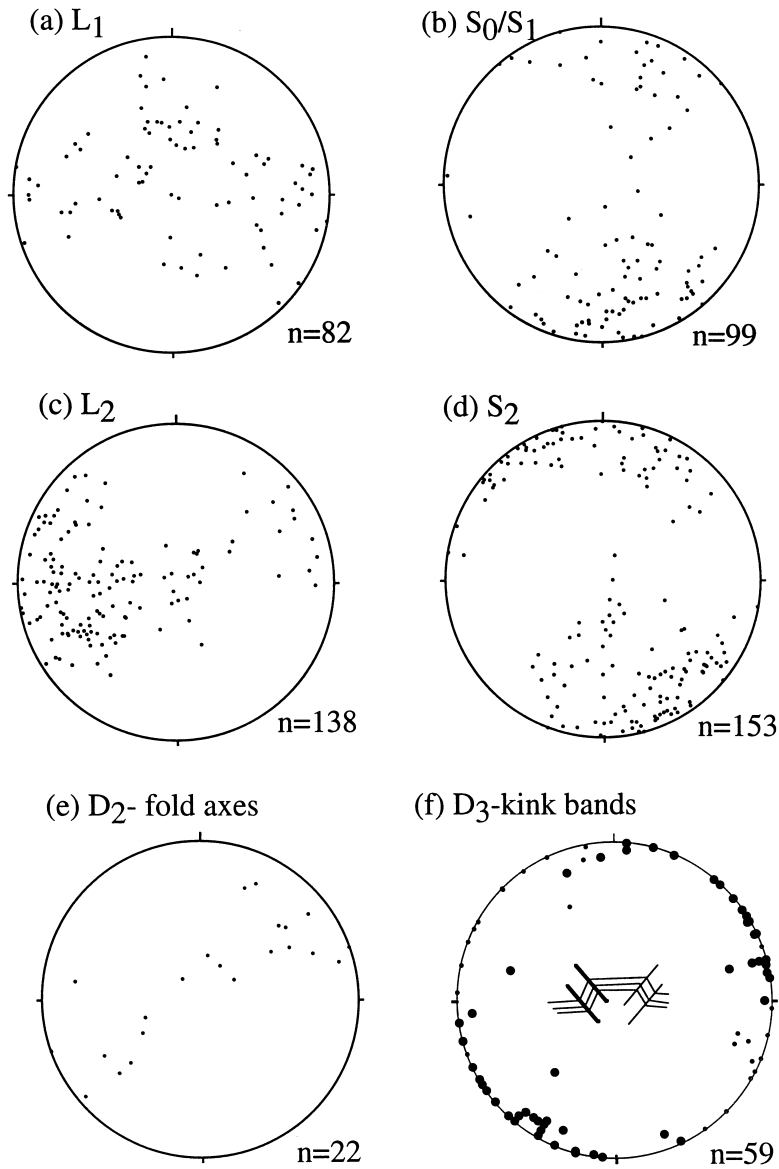 (a) L1
(b) S0/S1
n=82
n=99
(c) L2
(d) S2
n=138
n=153
(e) D2- fold axes
(f) D3-kink bands
n=22
n=59